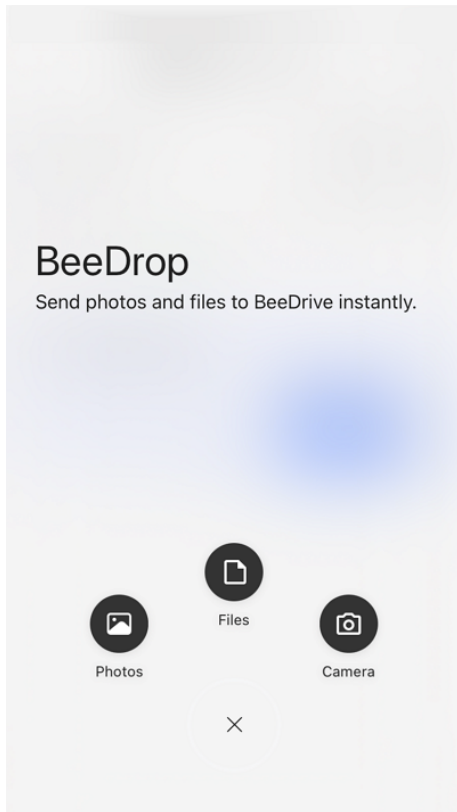 BeeDrop
Send photos and files to BeeDrive instantly.
Files
Photos
Camera